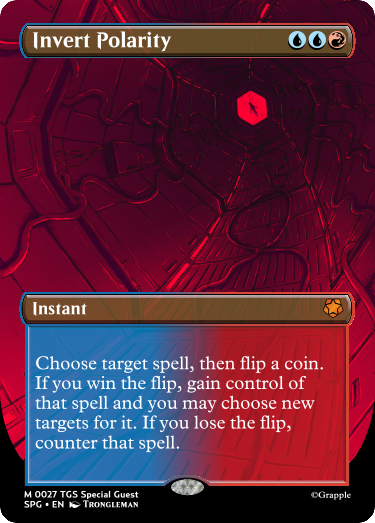 Invert Polarity
Instant
Choose target spell, then flip a coin.
If you win the flip, gain control of
that spell and you may choose new
targets for it. If you lose the flip,
counter that spell.
M 0027 TGS Special Guest
SPG • EN Trongleman
©Grapple